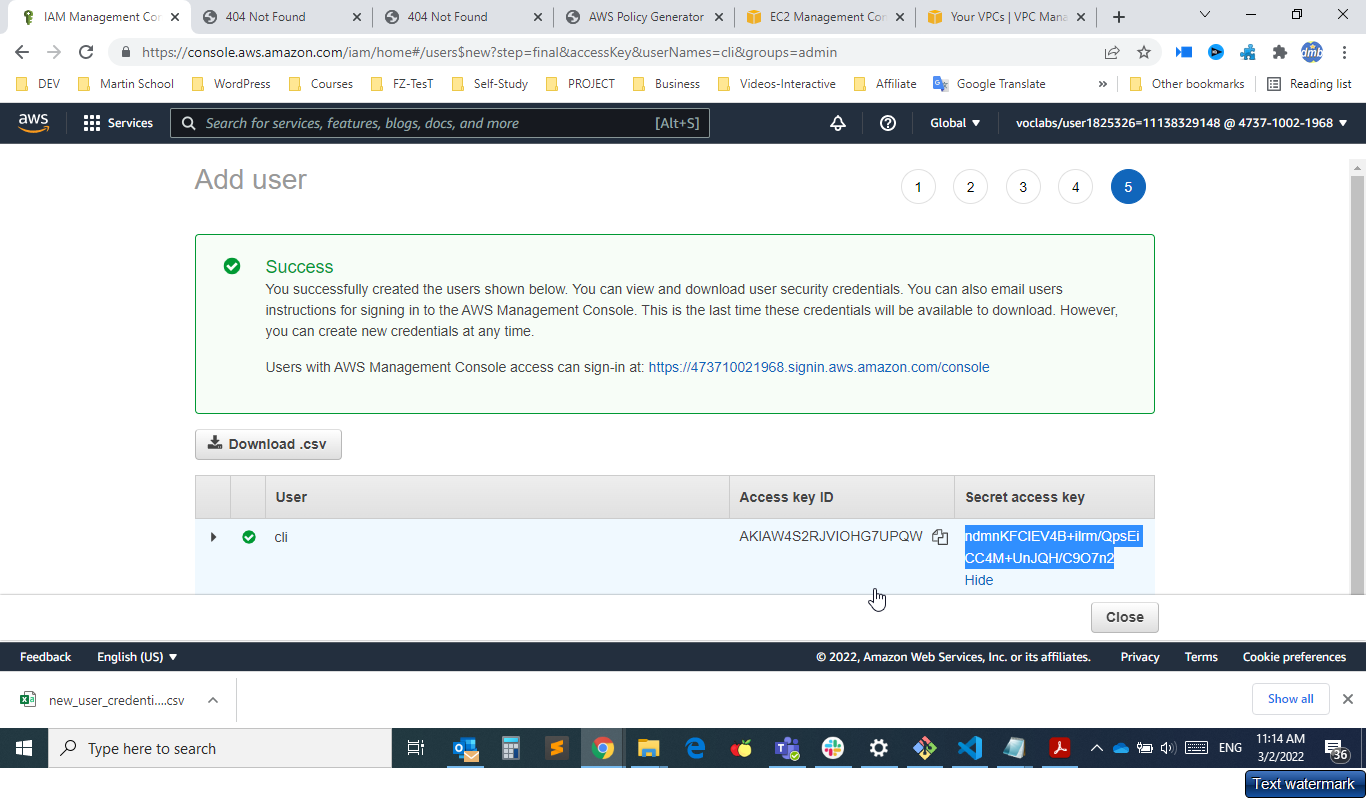 IAM Management Con
404 Not Found
404 Not Found
AWS Policy Generator
EC2 Management Con
Your VPCs | VPC Mana
https://console.aws.amazon.com/iam/home#/users$new?step=final&accessKey&userNames=cli&groups=admin
dmb
DEV
Martin School
WordPress
Courses
FZ-TesT
Self-Study
PROJECT
Business
Videos-Interactive
Affiliate
Google Translate
»
Other bookmarks
Reading list
aws
Services
Search for services, features, blogs, docs, and more
[Alt+S]
Global
voclabs/user1825326=11138329148 @ 4737-1002-1968
Add user
1
2
3
4
5
Success
You successfully created the users shown below. You can view and download user security credentials. You can also email users
instructions for signing in to the AWS Management Console. This is the last time these credentials will be available to download. However,
you can create new credentials at any time.
Users with AWS Management Console access can sign-in at: https://473710021968.signin.aws.amazon.com/console
Download .csv
User
Access key ID
Secret access key
cli
AKIAW4S2RJVIOHG7UPQW
Hide
Close
Feedback
English (US)
© 2022, Amazon Web Services, Inc. or its affiliates.
Privacy
Terms
Cookie preferences
new_user_credenti....csv
Show all
Type here to search
ENG
11:14 AM
3/2/2022
36
Text watermark